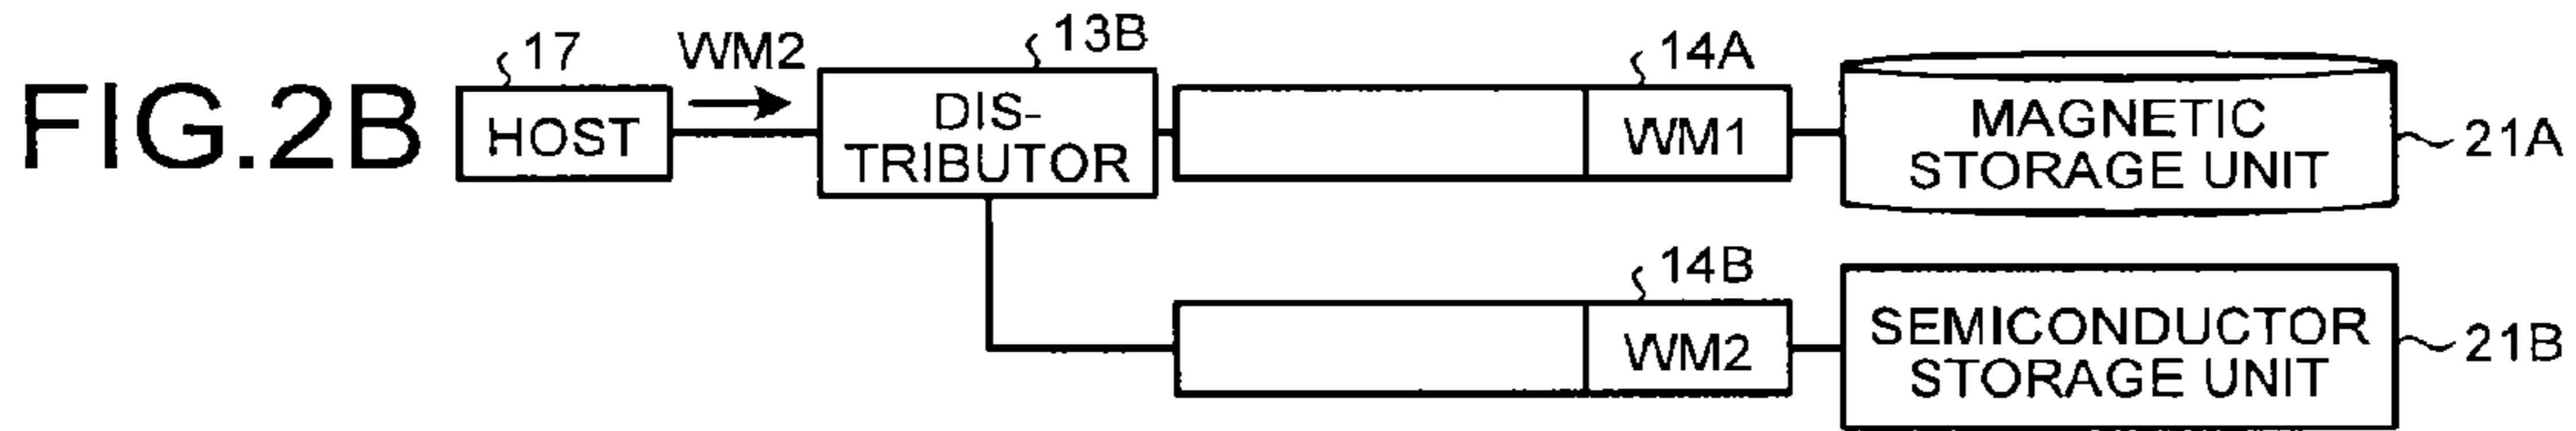 FIG.2B
17
HOST
WM2
13B
DIS-
TRIBUTOR
14A
WM1
MAGNETIC
STORAGE UNIT
21A
14B
WM2
SEMICONDUCTOR
STORAGE UNIT
21B